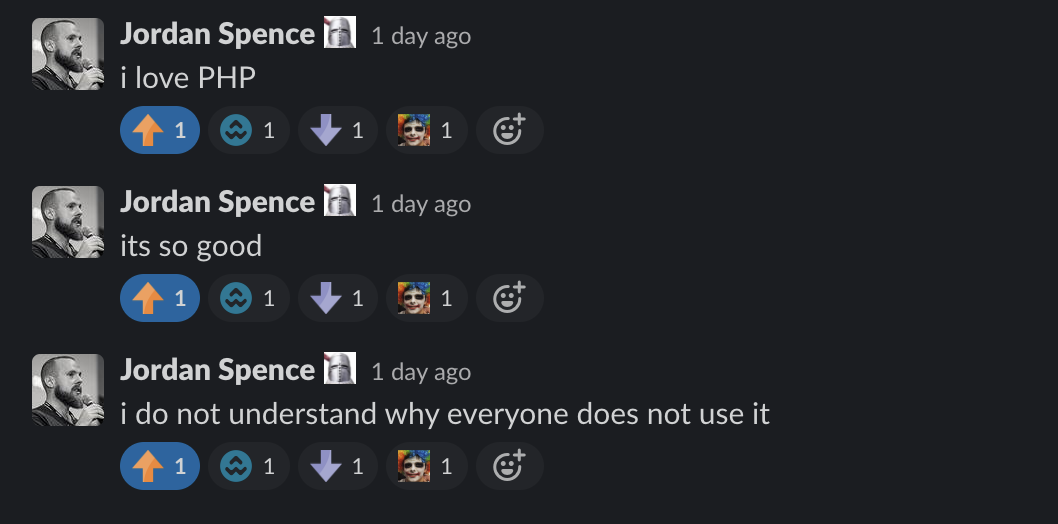 Jordan Spence 1 day ago
i love PHP
1 1 1 1
Jordan Spence 1 day ago
its so good
1 1 1 1
Jordan Spence 1 day ago
i do not understand why everyone does not use it
1 1 1 1